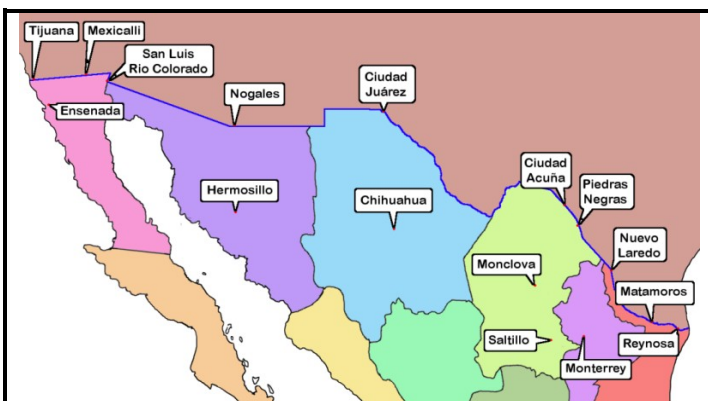 Tijuana
Mexicalli
San Luis
Rio Colorado
Ensenada
Nogales
Ciudad
Juárez
Hermosillo
Chihuahua
Ciudad
Acuña
Piedras
Negras
Nuevo
Laredo
Monclova
Matamoros
Saltillo
Reynosa
Monterrey